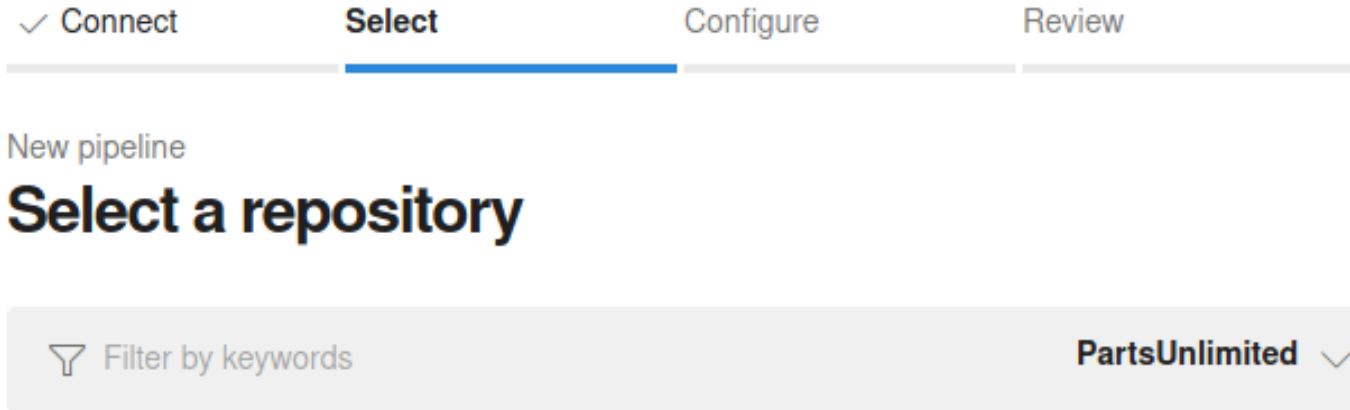 Connect Select Configure Review
New pipeline
Select a repository
Filter by keywords PartsUnlimited